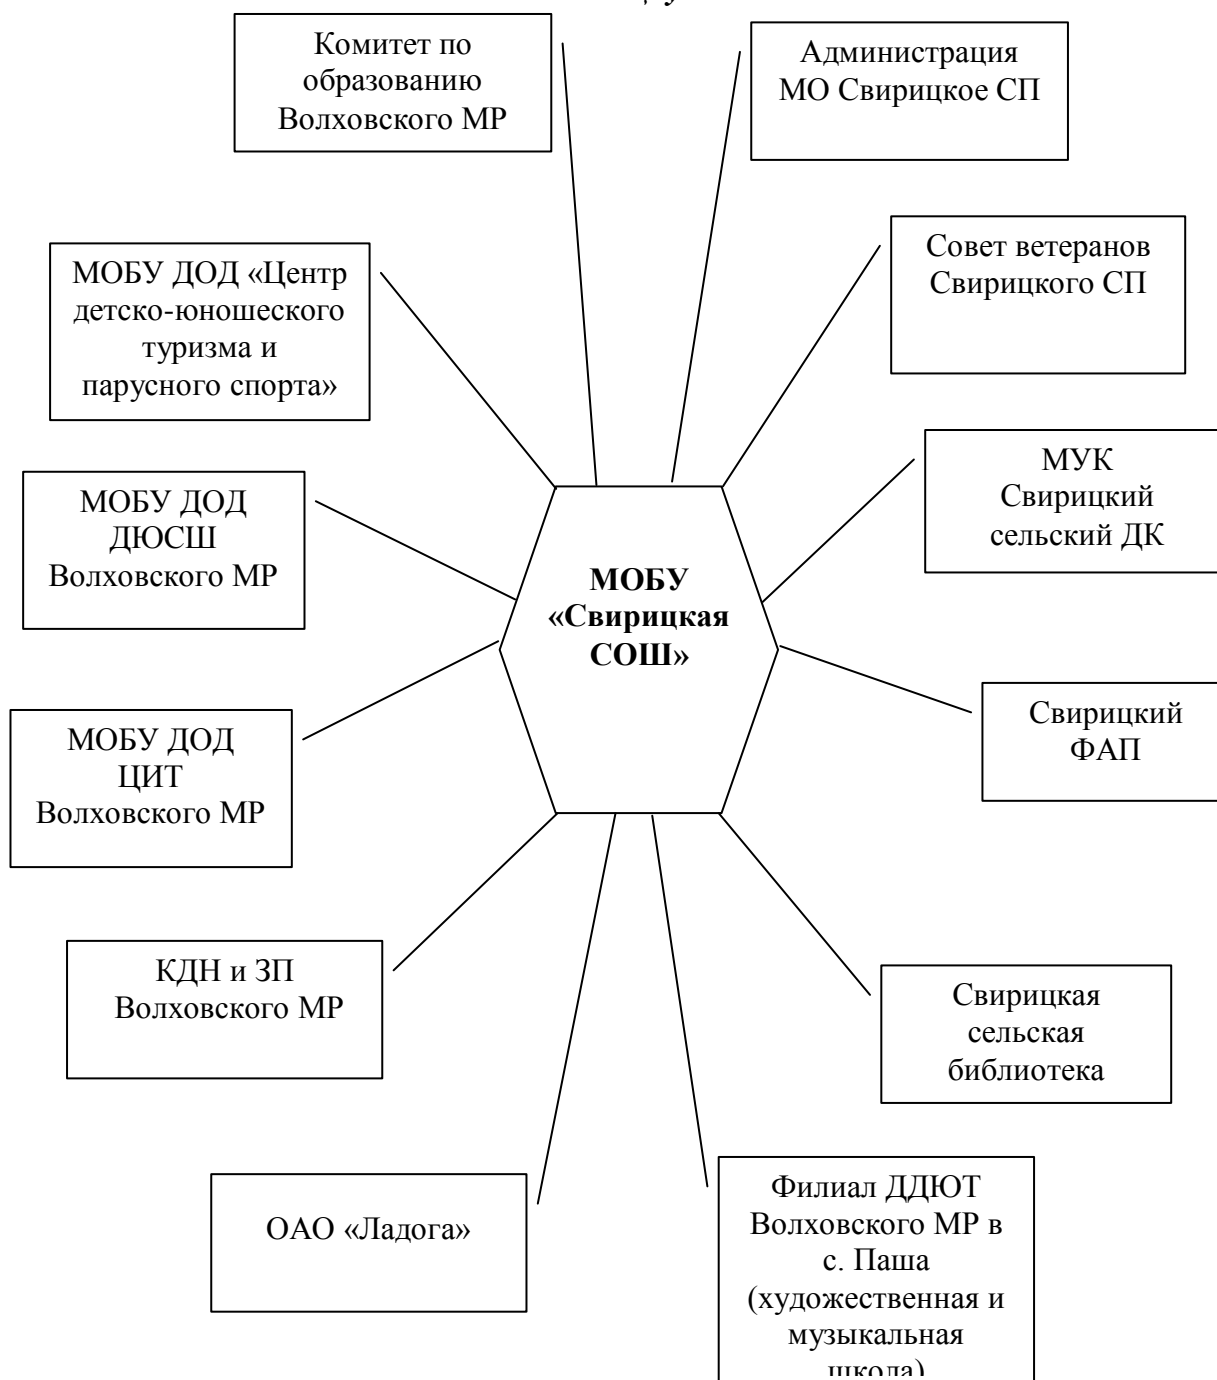 Комитет по
образованию
Волховского МР
Администрация
МО Свирицкое СП
МОБУ ДОД «Центр
детско-юношеского
туризма и
парусного спорта»
Совет ветеранов
Свирицкого СП
МОБУ ДОД
ДЮСШ
Волховского МР
МУК
Свирицкий
сельский ДК
МОБУ
«Свирицкая
СОШ»
МОБУ ДОД
ЦИТ
Волховского МР
Свирицкий
ФАП
КДН и ЗП
Волховского МР
Свирицкая
сельская
библиотека
ОАО «Ладога»
Филиал ДДЮТ
Волховского МР в
с. Паша
(художественная и
музыкальная
школа)